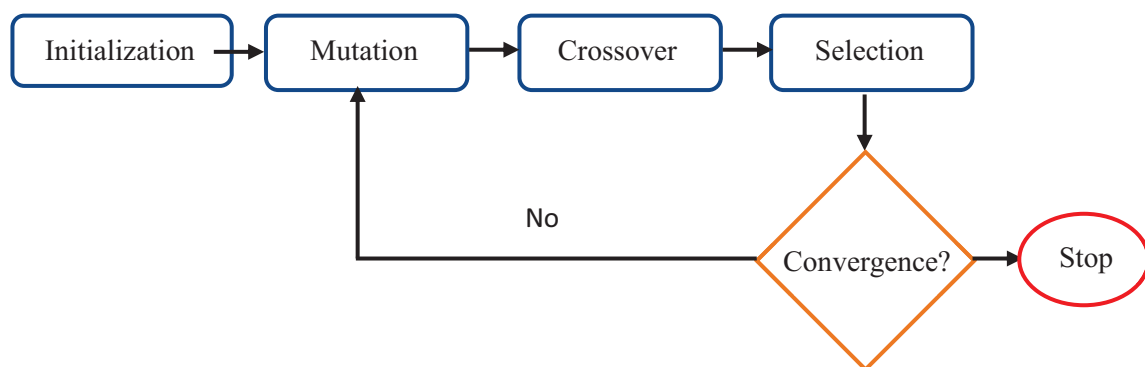 Initialization
Mutation
Crossover
Selection
No
Convergence?
Stop